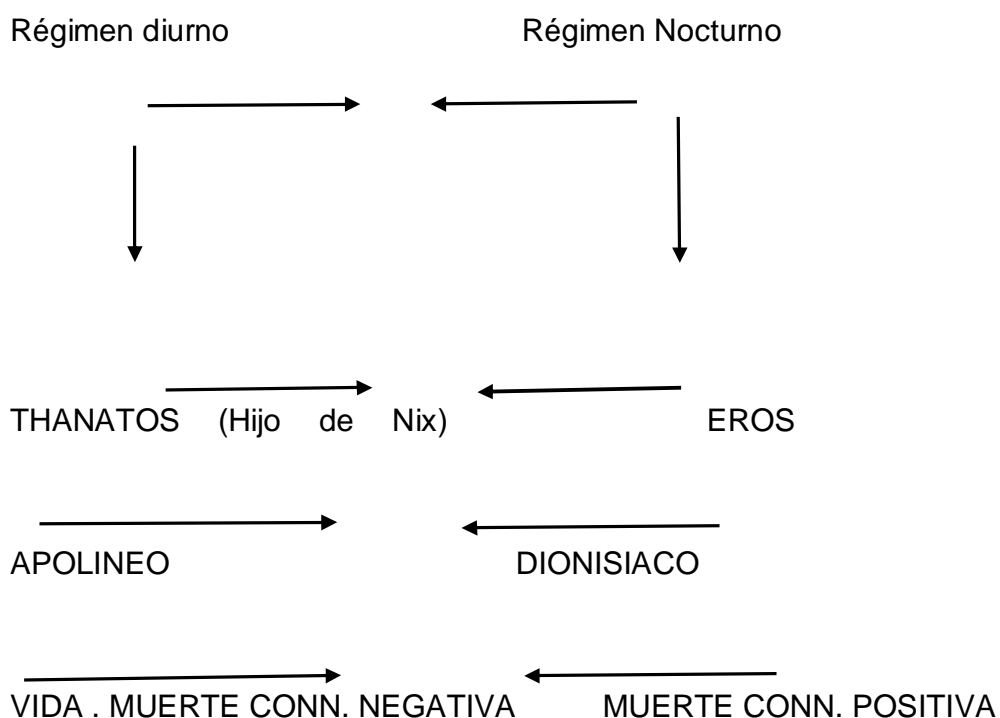 Régimen diurno Régimen Nocturno
THANATOS (Hijo de Nix) EROS
APOLINEO DIONISIACO
VIDA . MUERTE CONN. NEGATIVA MUERTE CONN. POSITIVA